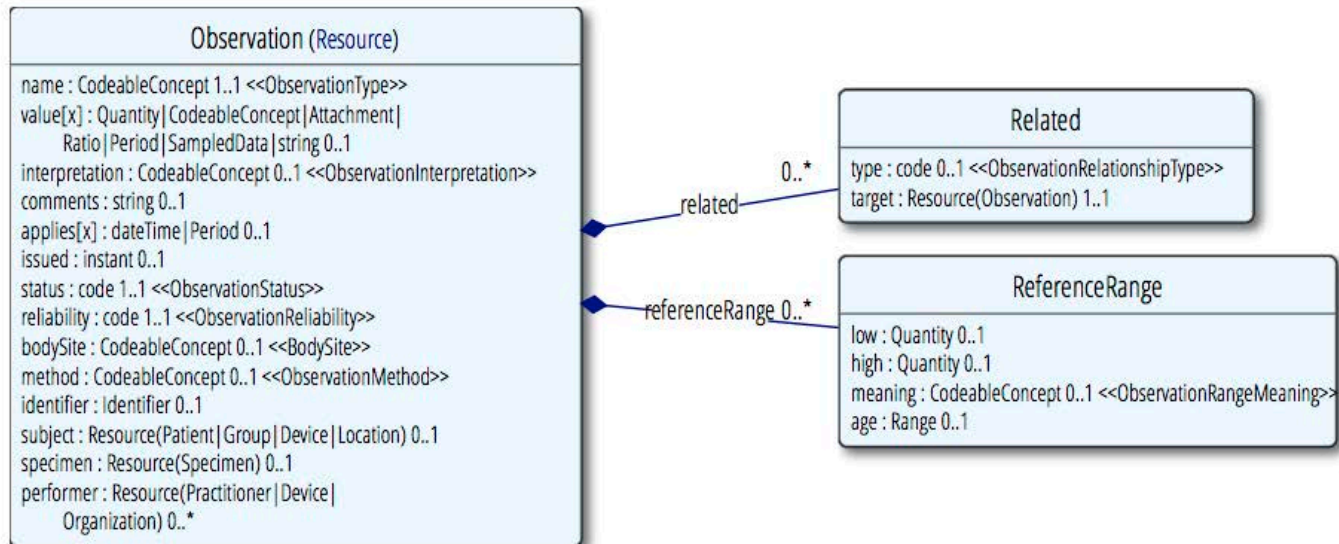 Observation (Resource)
name : CodeableConcept 1..1 <<ObservationType>>
value[x] : Quantity|CodeableConcept|Attachment|
Ratio|Period|SampledData|string 0..1
interpretation : CodeableConcept 0..1 <<ObservationInterpretation>>
comments : string 0..1
applies[x] : dateTime|Period 0..1
issued : instant 0..1
status : code 1..1 <<ObservationStatus>>
reliability : code 1..1 <<ObservationReliability>>
bodySite : CodeableConcept 0..1 <<BodySite>>
method : CodeableConcept 0..1 <<ObservationMethod>>
identifier : Identifier 0..1
subject : Resource(Patient|Group|Device|Location) 0..1
specimen : Resource(Specimen) 0..1
performer : Resource(Practitioner|Device|
Organization) 0..*
related
0..*
referenceRange 0..*
Related
type : code 0..1 <<ObservationRelationshipType>>
target : Resource(Observation) 1..1
ReferenceRange
low : Quantity 0..1
high : Quantity 0..1
meaning : CodeableConcept 0..1 <<ObservationRangeMeaning>>
age : Range 0..1